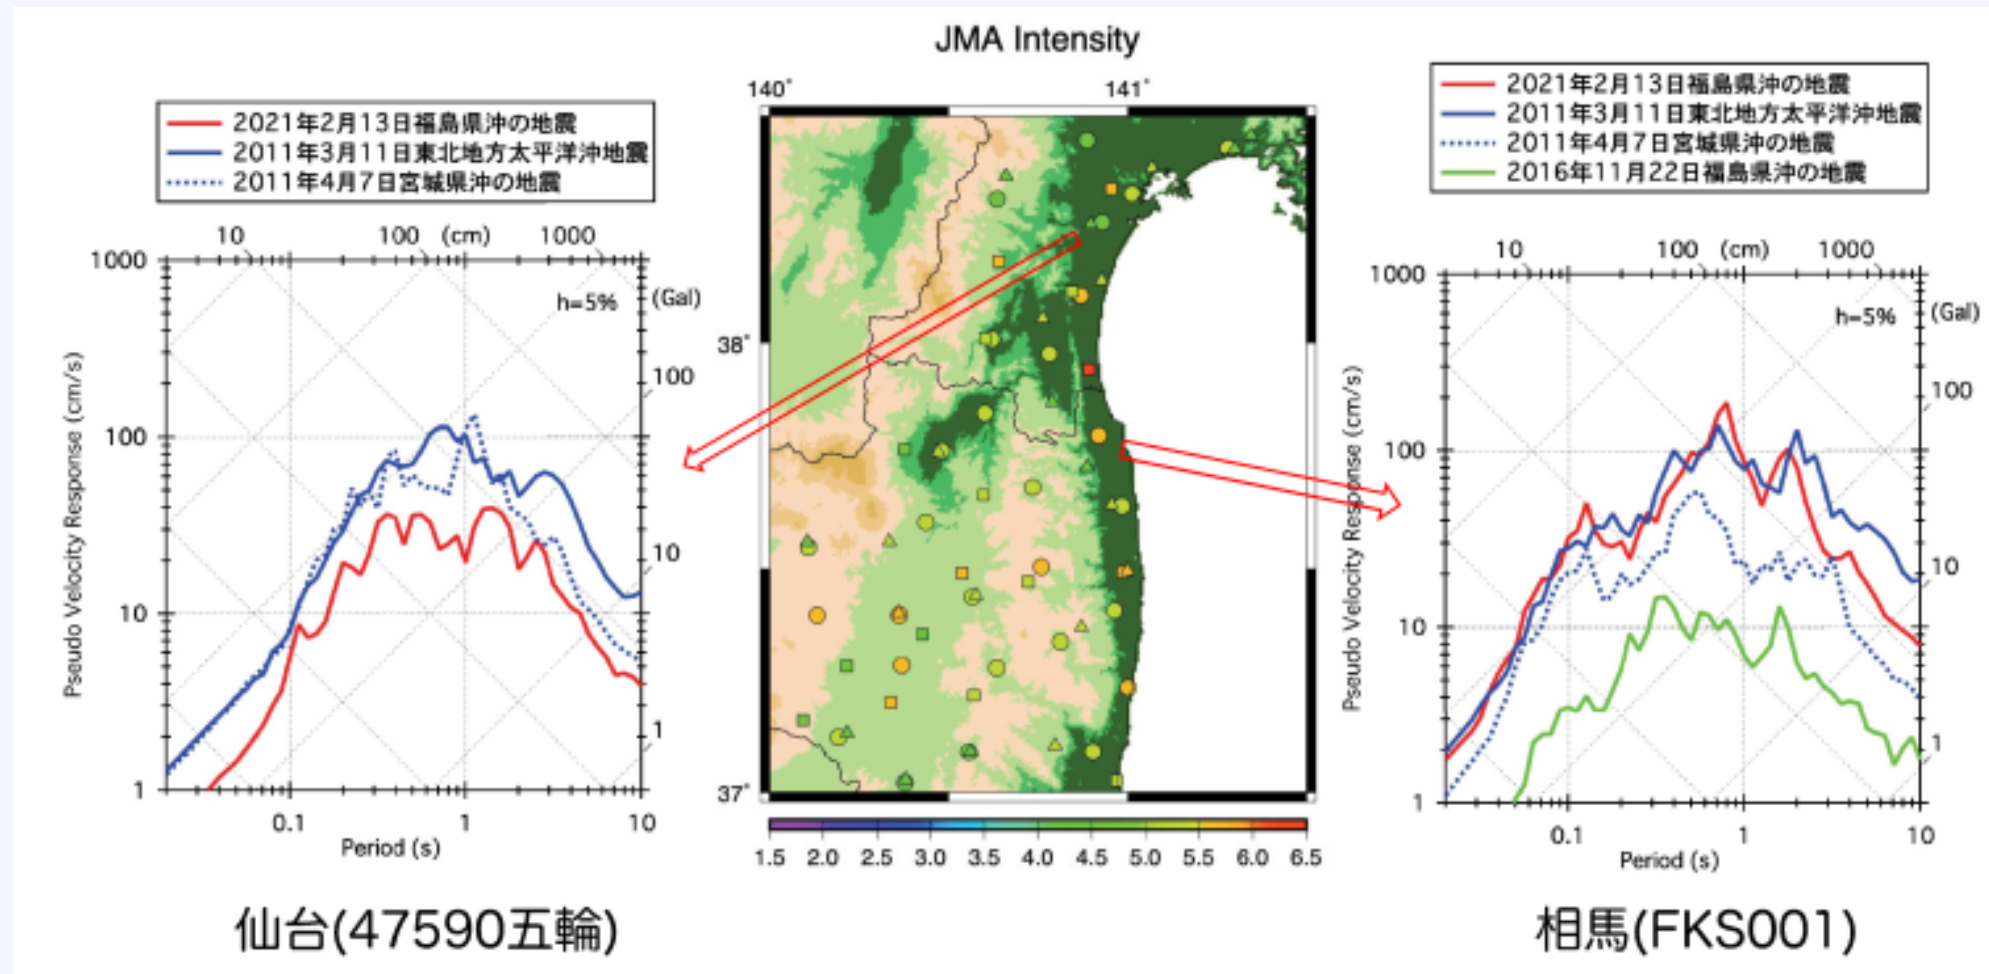 JMA Intensity
2021年2月13日福島県沖の地震
2011年3月11日東北地方太平洋沖地震
2011年4月7日宮城県沖の地震
10 100 (cm) 1000
1000
100
10
1
h=5%
(Gal)
100
10
1
Pseudo Velocity Response (cm/s)
0.1 1 10
Period (s)
仙台(47590五輪)
140° 141°
38°
37°
1.5 2.0 2.5 3.0 3.5 4.0 4.5 5.0 5.5 6.0 6.5
2021年2月13日福島県沖の地震
2011年3月11日東北地方太平洋沖地震
2011年4月7日宮城県沖の地震
2016年11月22日福島県沖の地震
10 100 (cm) 1000
1000
100
10
1
h=5%
(Gal)
100
10
1
Pseudo Velocity Response (cm/s)
0.1 1 10
Period (s)
相馬(FKS001)